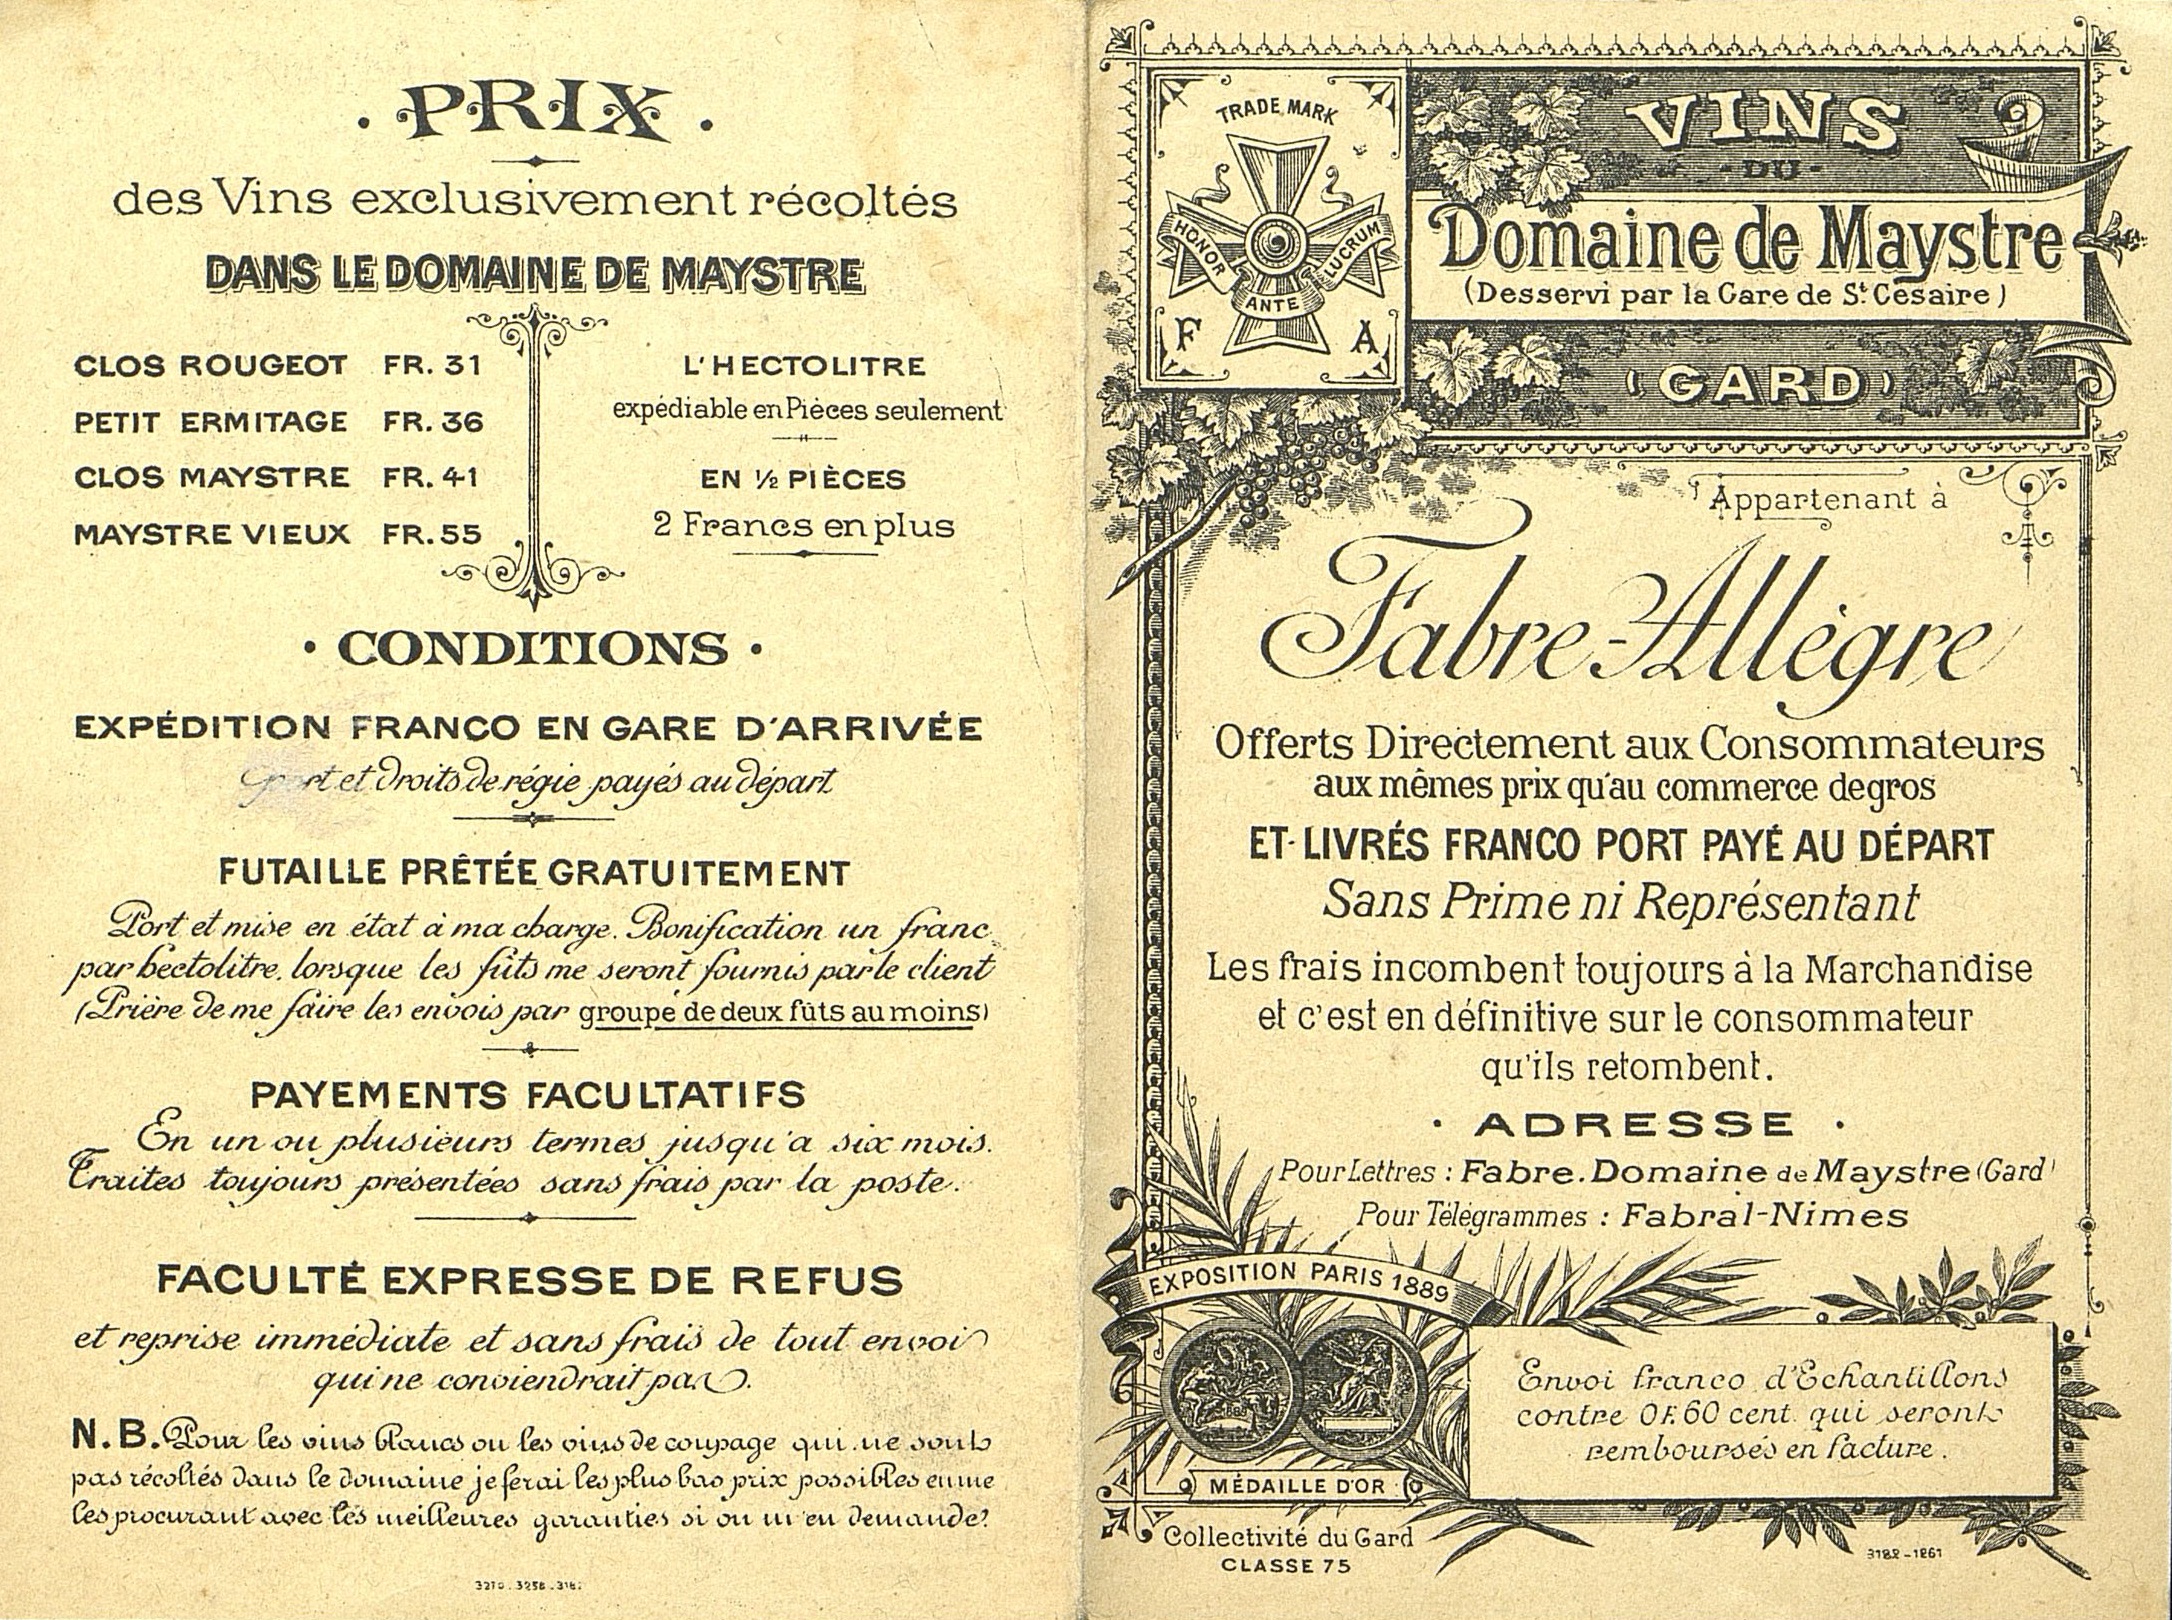 · PRIX ·
des Vins exclusivement récoltés
DANS LE DOMAINE DE MAYSTRE
CLOS ROUGEOT FR. 31
PETIT ERMITAGE FR. 36
CLOS MAYSTRE FR. 41
MAYSTRE VIEUX FR. 55
L'HECTOLITRE
expédiable en Pièces seulement
EN ½ PIÈCES
2 Francs en plus
· CONDITIONS ·
EXPÉDITION FRANCO EN GARE D'ARRIVÉE
port et droits de régie payés au départ
FUTAILLE PRÊTÉE GRATUITEMENT
Port et mise en état à ma charge. Bonification un franc
par hectolitre, lorsque les fûts me seront fournis par le client
(Prière de me faire les envois par groupe de deux fûts au moins)
PAYEMENTS FACULTATIFS
En un ou plusieurs termes jusqu'a six mois.
Traites toujours présentées sans frais par la poste.
FACULTÉ EXPRESSE DE REFUS
et reprise immédiate et sans frais de tout envoi
qui ne conviendrait pas.
N.B. Pour les vins blancs ou les vins de coupage qui ne sont
pas récoltés dans le domaine je ferai les plus bas prix possibles en me
les procurant avec les meilleures garanties si on m'en demande.
TRADE MARK
HONOR ANTE LUCRUM
F A
VINS
- DU -
Domaine de Maystre
(Desservi par la Gare de St Césaire)
(GARD)
Appartenant à
Fabre-Allègre
Offerts Directement aux Consommateurs
aux mêmes prix qu'au commerce de gros
ET LIVRÉS FRANCO PORT PAYÉ AU DÉPART
Sans Prime ni Représentant
Les frais incombent toujours à la Marchandise
et c'est en définitive sur le consommateur
qu'ils retombent.
· ADRESSE ·
Pour Lettres : Fabre. Domaine de Maystre (Gard)
Pour Télégrammes : Fabral-Nimes
EXPOSITION PARIS 1889
MÉDAILLE D'OR
Collectivité du Gard
CLASSE 75
Envoi franco d'Echantillons
contre 0 F. 60 cent. qui seront
remboursés en facture.
3182-1861